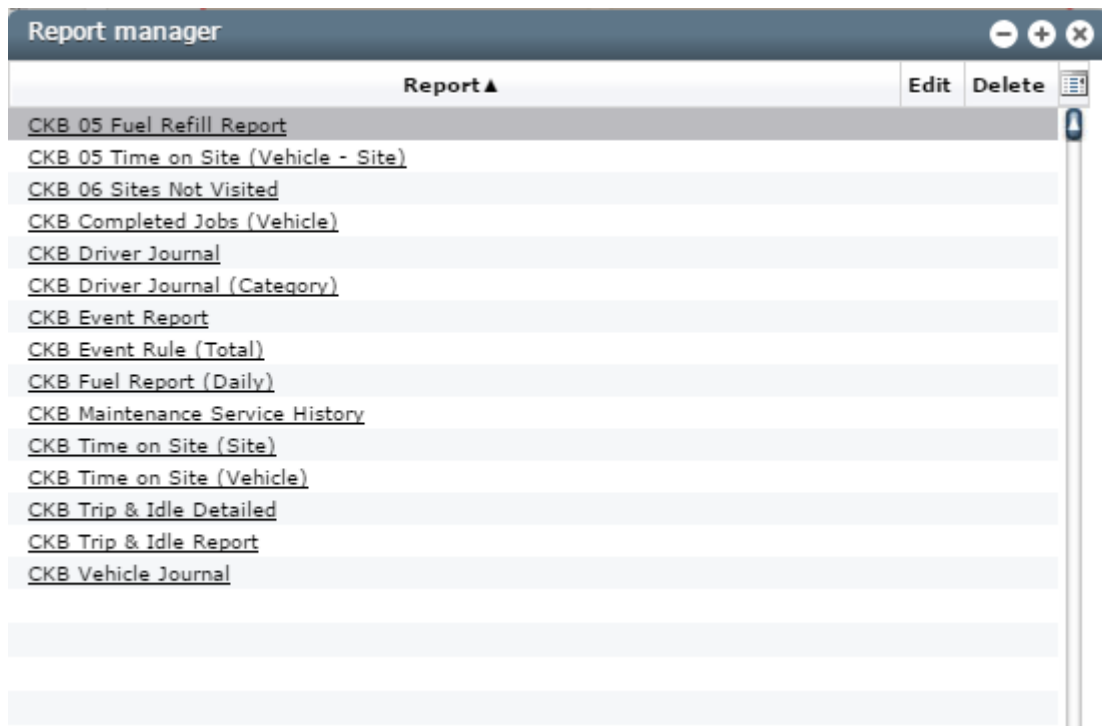 Report manager
Report▲ Edit Delete
CKB 05 Fuel Refill Report
CKB 05 Time on Site (Vehicle - Site)
CKB 06 Sites Not Visited
CKB Completed Jobs (Vehicle)
CKB Driver Journal
CKB Driver Journal (Category)
CKB Event Report
CKB Event Rule (Total)
CKB Fuel Report (Daily)
CKB Maintenance Service History
CKB Time on Site (Site)
CKB Time on Site (Vehicle)
CKB Trip & Idle Detailed
CKB Trip & Idle Report
CKB Vehicle Journal